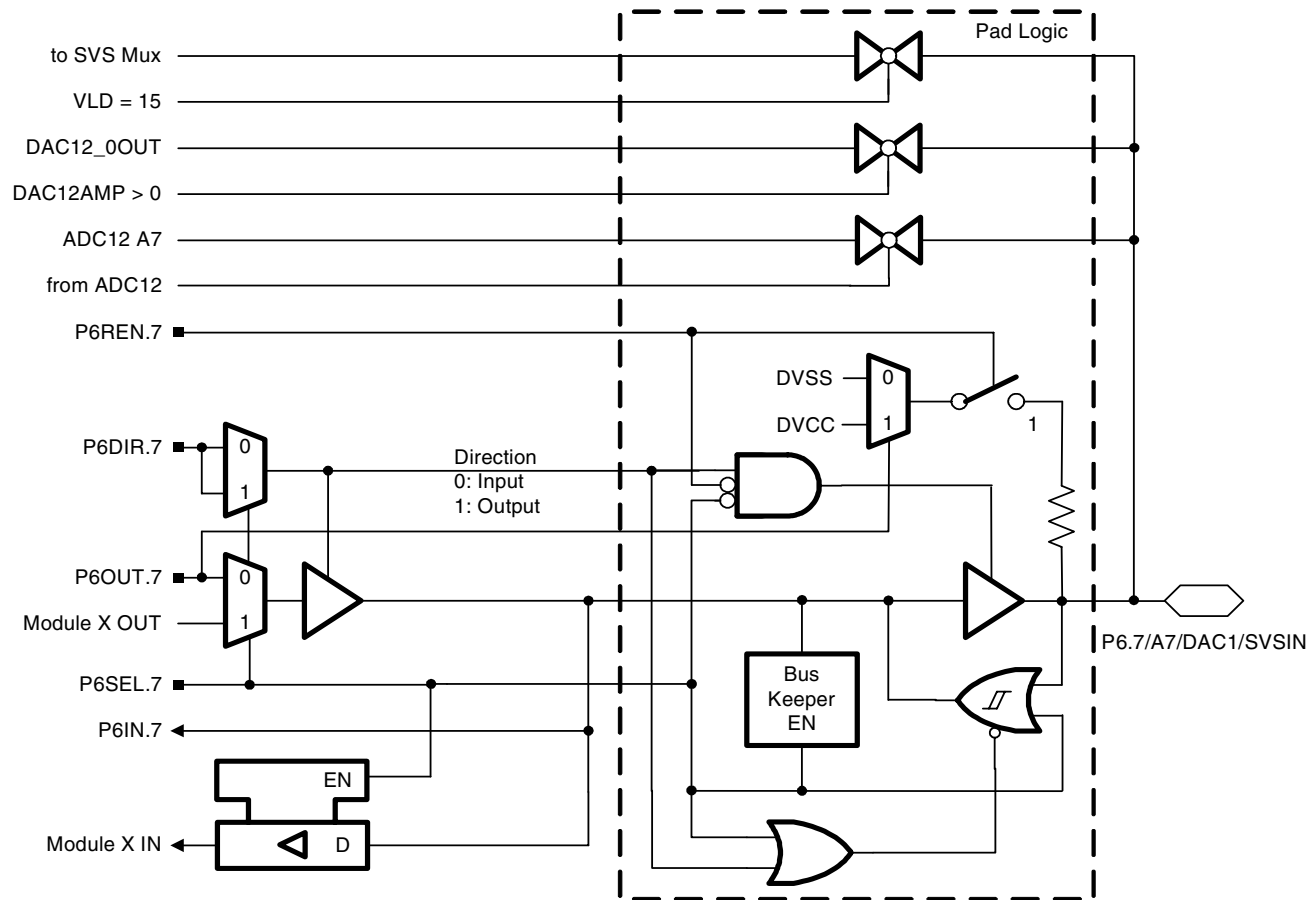 Pad Logic
to SVS Mux
VLD = 15
DAC12_0OUT
DAC12AMP > 0
ADC12 A7
from ADC12
P6REN.7
DVSS
0
DVCC
1
1
P6DIR.7
0
1
Direction
0: Input
1: Output
P6OUT.7
0
Module X OUT
1
P6.7/A7/DAC1/SVSIN
P6SEL.7
Bus
Keeper
EN
P6IN.7
EN
Module X IN
D